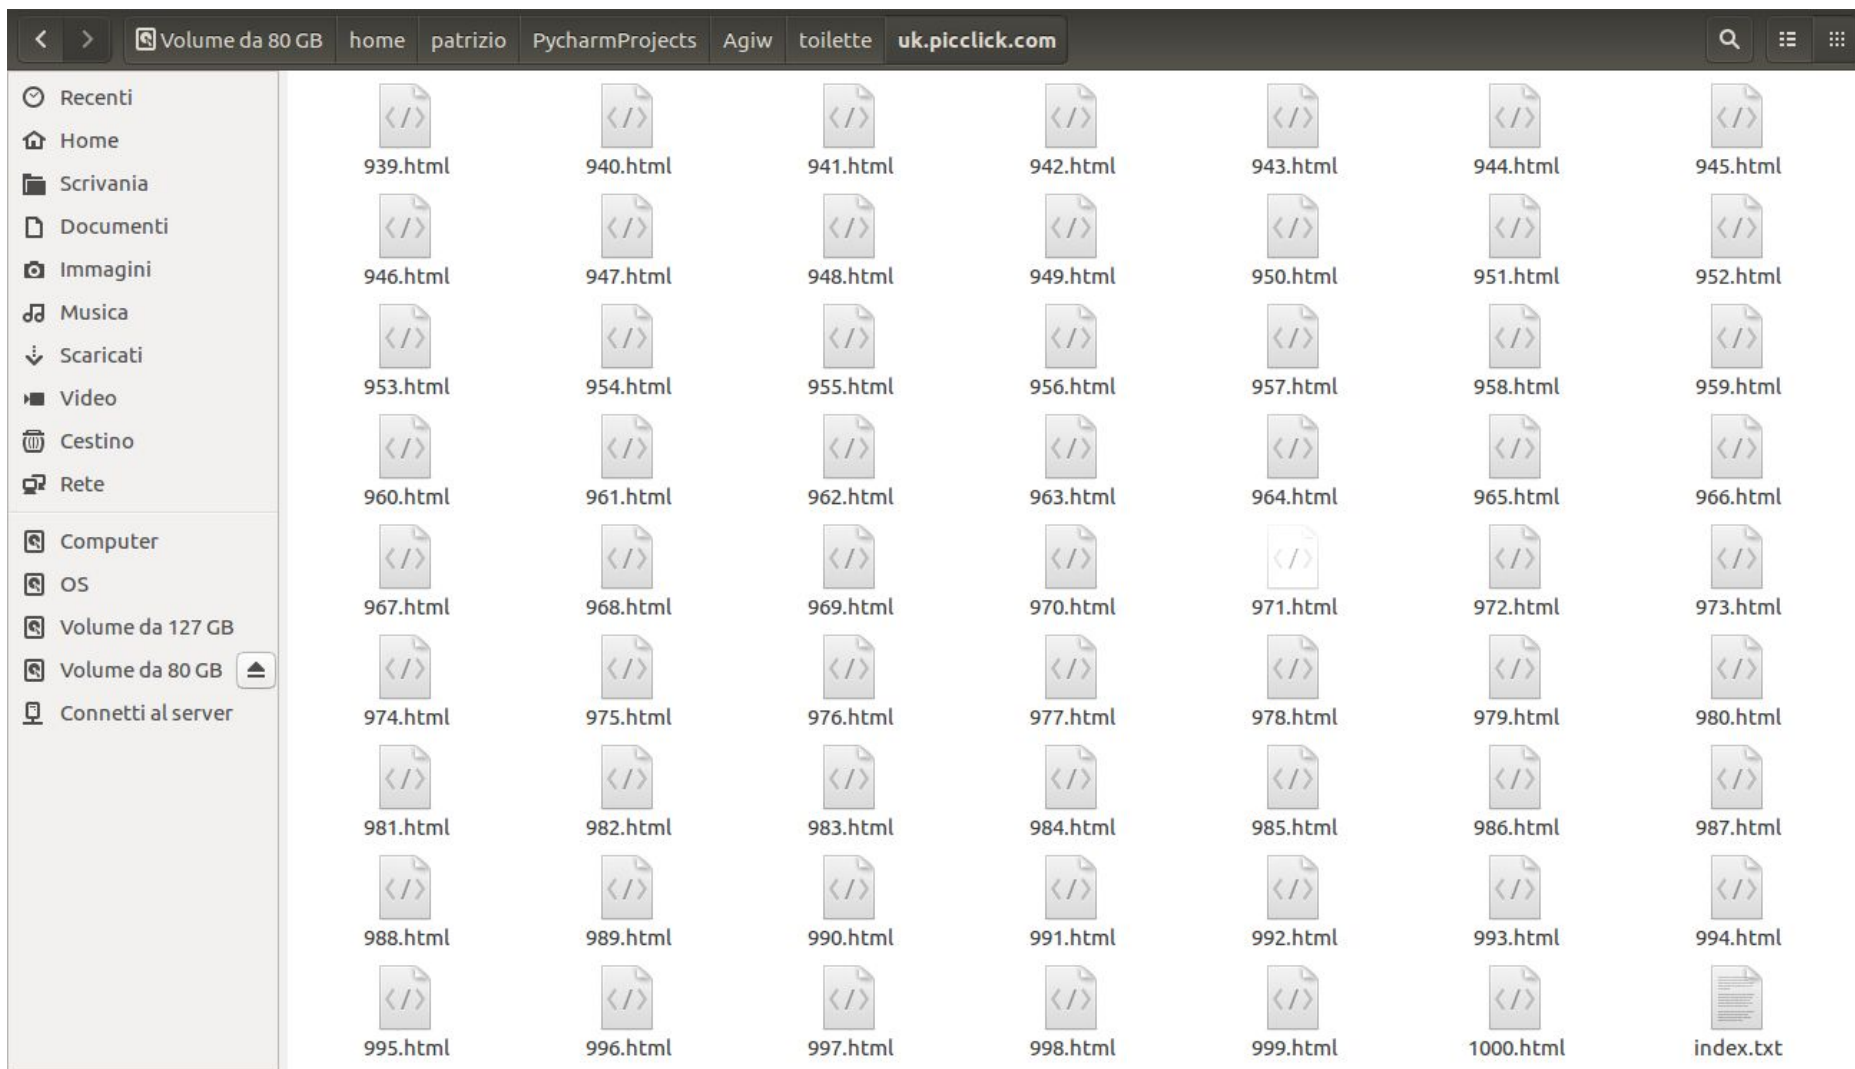 Volume da 80 GB home patrizio PycharmProjects Agiw toilette uk.picclick.com
Recenti
Home
Scrivania
Documenti
Immagini
Musica
Scaricati
Video
Cestino
Rete
Computer
OS
Volume da 127 GB
Volume da 80 GB
Connetti al server
939.html 940.html 941.html 942.html 943.html 944.html 945.html
946.html 947.html 948.html 949.html 950.html 951.html 952.html
953.html 954.html 955.html 956.html 957.html 958.html 959.html
960.html 961.html 962.html 963.html 964.html 965.html 966.html
967.html 968.html 969.html 970.html 971.html 972.html 973.html
974.html 975.html 976.html 977.html 978.html 979.html 980.html
981.html 982.html 983.html 984.html 985.html 986.html 987.html
988.html 989.html 990.html 991.html 992.html 993.html 994.html
995.html 996.html 997.html 998.html 999.html 1000.html index.txt